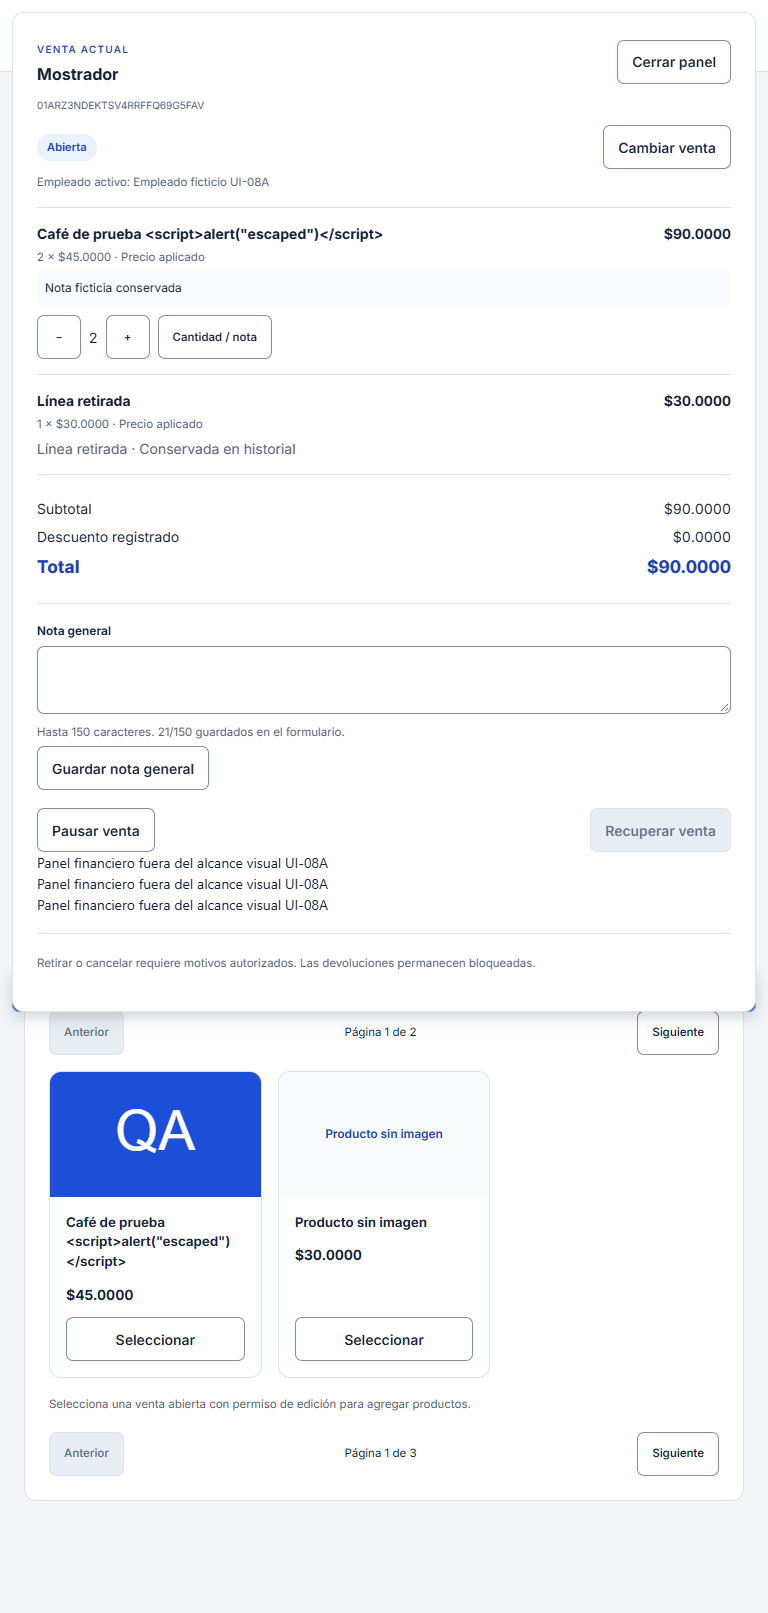 VENTA ACTUAL
Mostrador
Cerrar panel
01ARZ3NDEKTSV4RRFFQ69G5FAV
Abierta
Cambiar venta
Empleado activo: Empleado ficticio UI-08A
Café de prueba <script>alert("escaped")</script>
$90.0000
2 × $45.0000 · Precio aplicado
Nota ficticia conservada
−
2
+
Cantidad / nota
Línea retirada
$30.0000
1 × $30.0000 · Precio aplicado
Línea retirada · Conservada en historial
Subtotal
$90.0000
Descuento registrado
$0.0000
Total
$90.0000
Nota general
Hasta 150 caracteres. 21/150 guardados en el formulario.
Guardar nota general
Pausar venta
Recuperar venta
Panel financiero fuera del alcance visual UI-08A
Panel financiero fuera del alcance visual UI-08A
Panel financiero fuera del alcance visual UI-08A
Retirar o cancelar requiere motivos autorizados. Las devoluciones permanecen bloqueadas.
Anterior
Página 1 de 2
Siguiente
QA
Café de prueba
<script>alert("escaped")
</script>
$45.0000
Seleccionar
Producto sin imagen
Producto sin imagen
$30.0000
Seleccionar
Selecciona una venta abierta con permiso de edición para agregar productos.
Anterior
Página 1 de 3
Siguiente